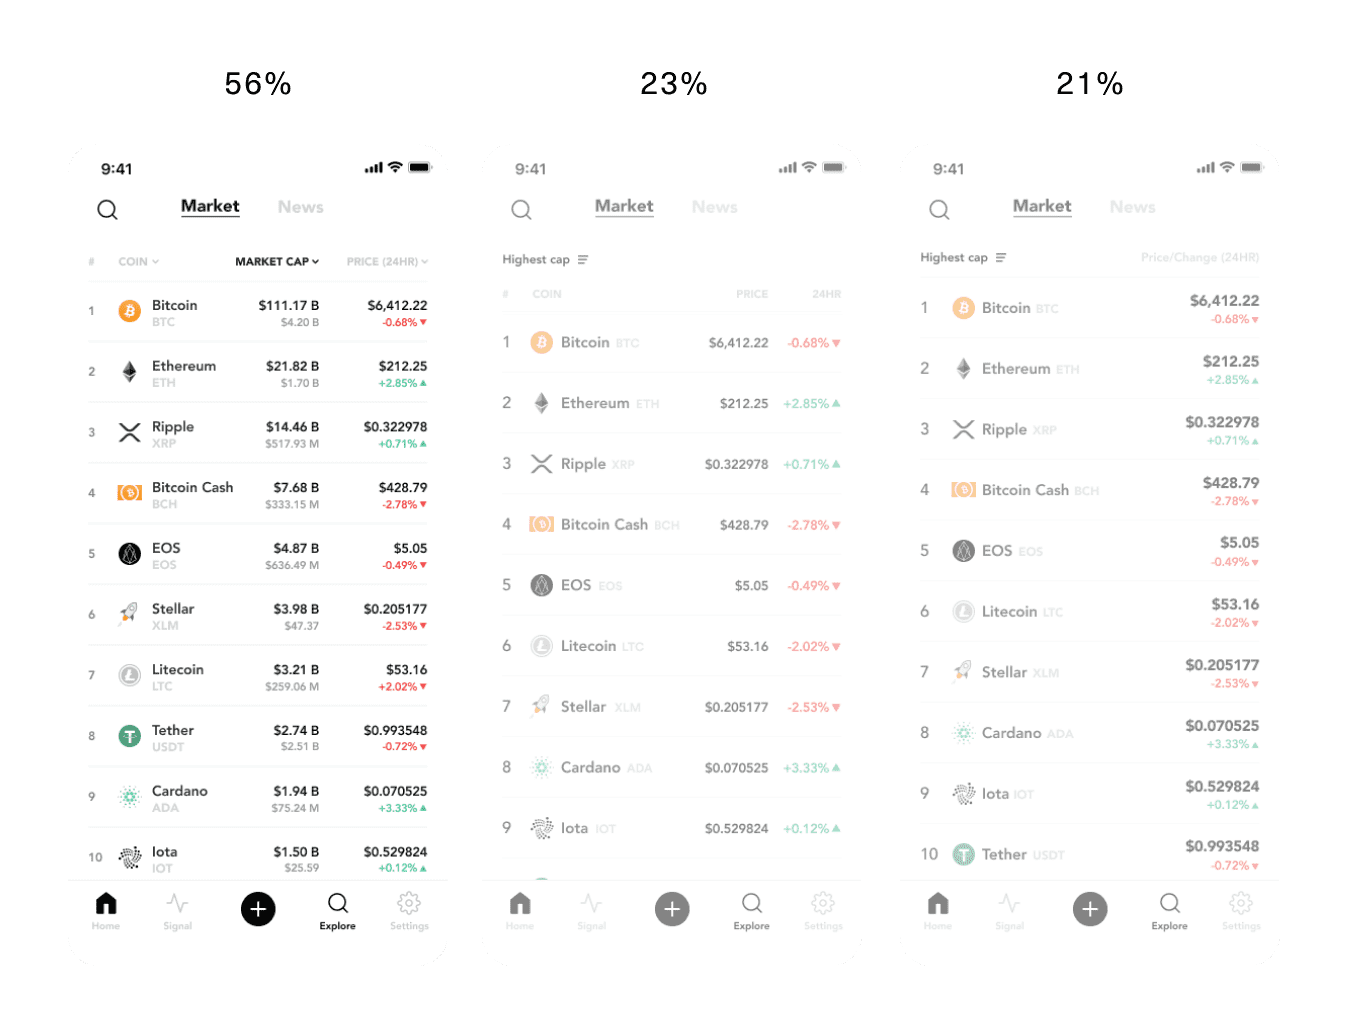 56%
23%
21%
9:41
Market News
# COIN MARKET CAP PRICE (24HR)
1 Bitcoin $111.17 B $6,412.22
BTC $4.20 B -0.68%
2 Ethereum $21.82 B $212.25
ETH $1.70 B +2.85%
3 Ripple $14.46 B $0.322978
XRP $517.93 M +0.71%
4 Bitcoin Cash $7.68 B $428.79
BCH $333.15 M -2.78%
5 EOS $4.87 B $5.05
EOS $636.49 M -0.49%
6 Stellar $3.98 B $0.205177
XLM $47.37 -2.53%
7 Litecoin $3.21 B $53.16
LTC $259.06 M +2.02%
8 Tether $2.74 B $0.993548
USDT $2.51 B -0.72%
9 Cardano $1.94 B $0.070525
ADA $75.24 M +3.33%
10 Iota $1.50 B $0.529824
IOT $25.59 +0.12%
Home Signal Explore Settings
9:41
Market News
Highest cap
# COIN PRICE 24HR
1 Bitcoin BTC $6,412.22 -0.68%
2 Ethereum ETH $212.25 +2.85%
3 Ripple XRP $0.322978 +0.71%
4 Bitcoin Cash BCH $428.79 -2.78%
5 EOS EOS $5.05 -0.49%
6 Litecoin LTC $53.16 -2.02%
7 Stellar XLM $0.205177 -2.53%
8 Cardano ADA $0.070525 +3.33%
9 Iota IOT $0.529824 +0.12%
Home Signal Explore Settings
9:41
Market News
Highest cap Price/Change (24HR)
1 Bitcoin BTC $6,412.22
-0.68%
2 Ethereum ETH $212.25
+2.85%
3 Ripple XRP $0.322978
+0.71%
4 Bitcoin Cash BCH $428.79
-2.78%
5 EOS EOS $5.05
-0.49%
6 Litecoin LTC $53.16
-2.02%
7 Stellar XLM $0.205177
-2.53%
8 Cardano ADA $0.070525
+3.33%
9 Iota IOT $0.529824
+0.12%
10 Tether USDT $0.993548
-0.72%
Home Signal Explore Settings